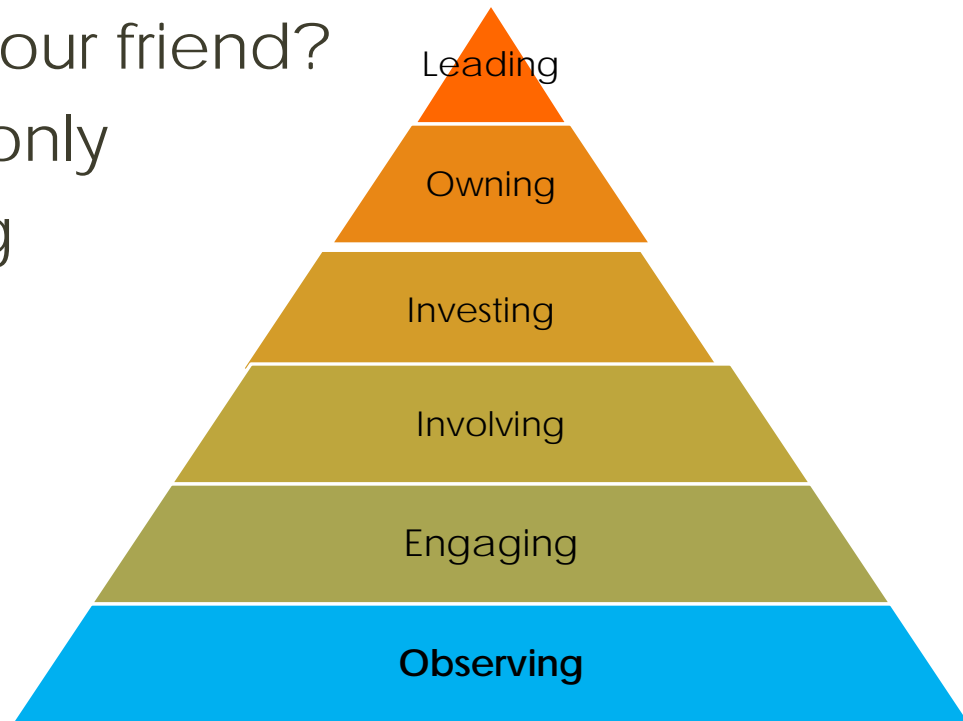 our friend?
only
g
Leading
Owning
Investing
Involving
Engaging
Observing